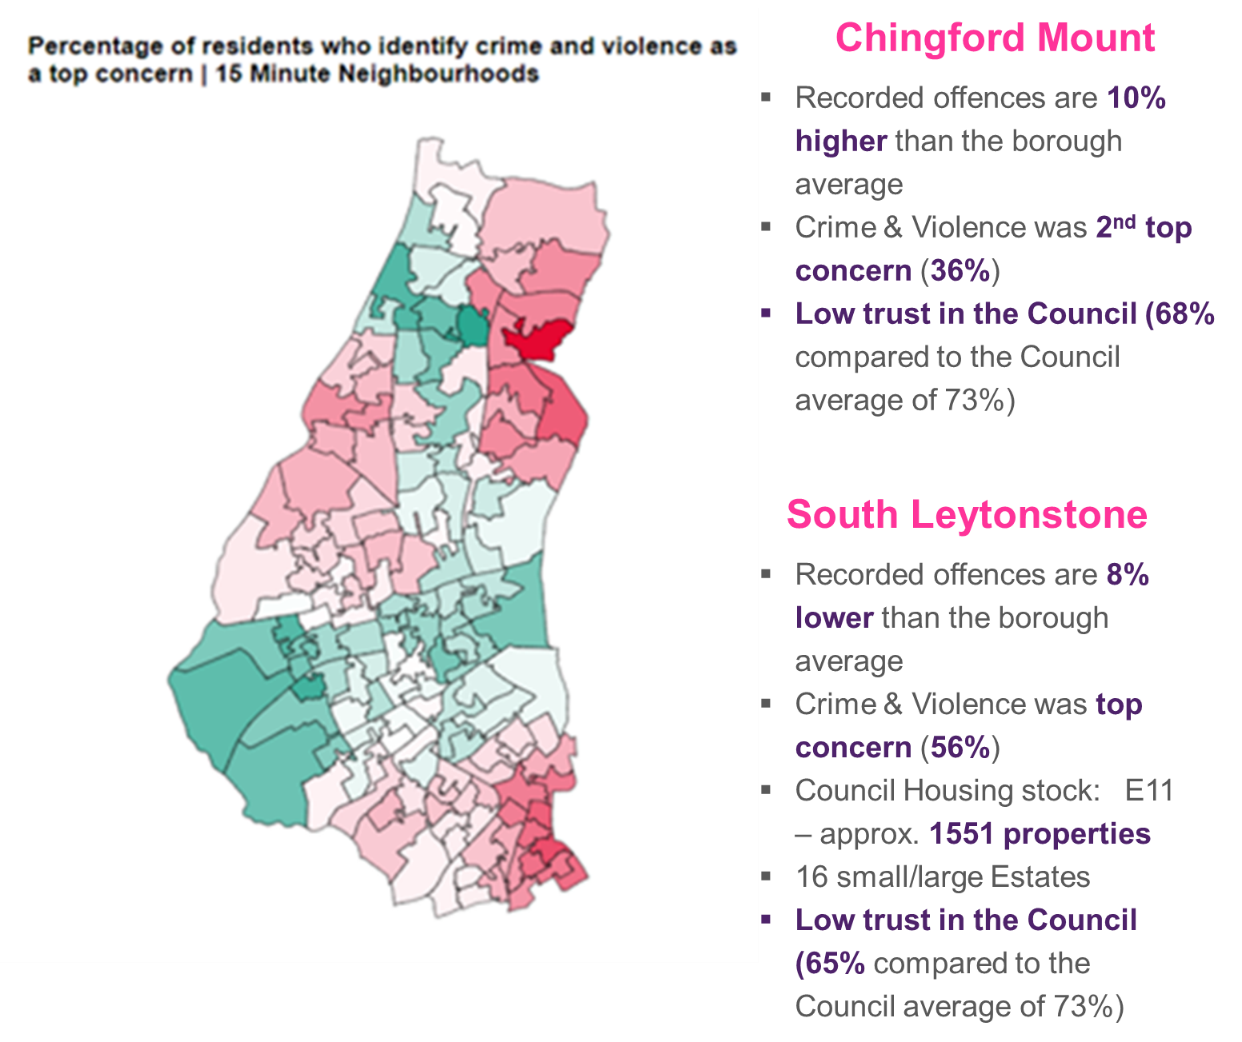 Percentage of residents who identify crime and violence as
a top concern | 15 Minute Neighbourhoods
Chingford Mount
▪ Recorded offences are 10%
higher than the borough
average
▪ Crime & Violence was 2nd top
concern (36%)
▪ Low trust in the Council (68%
compared to the Council
average of 73%)
South Leytonstone
▪ Recorded offences are 8%
lower than the borough
average
▪ Crime & Violence was top
concern (56%)
▪ Council Housing stock: E11
– approx. 1551 properties
▪ 16 small/large Estates
▪ Low trust in the Council
(65% compared to the
Council average of 73%)